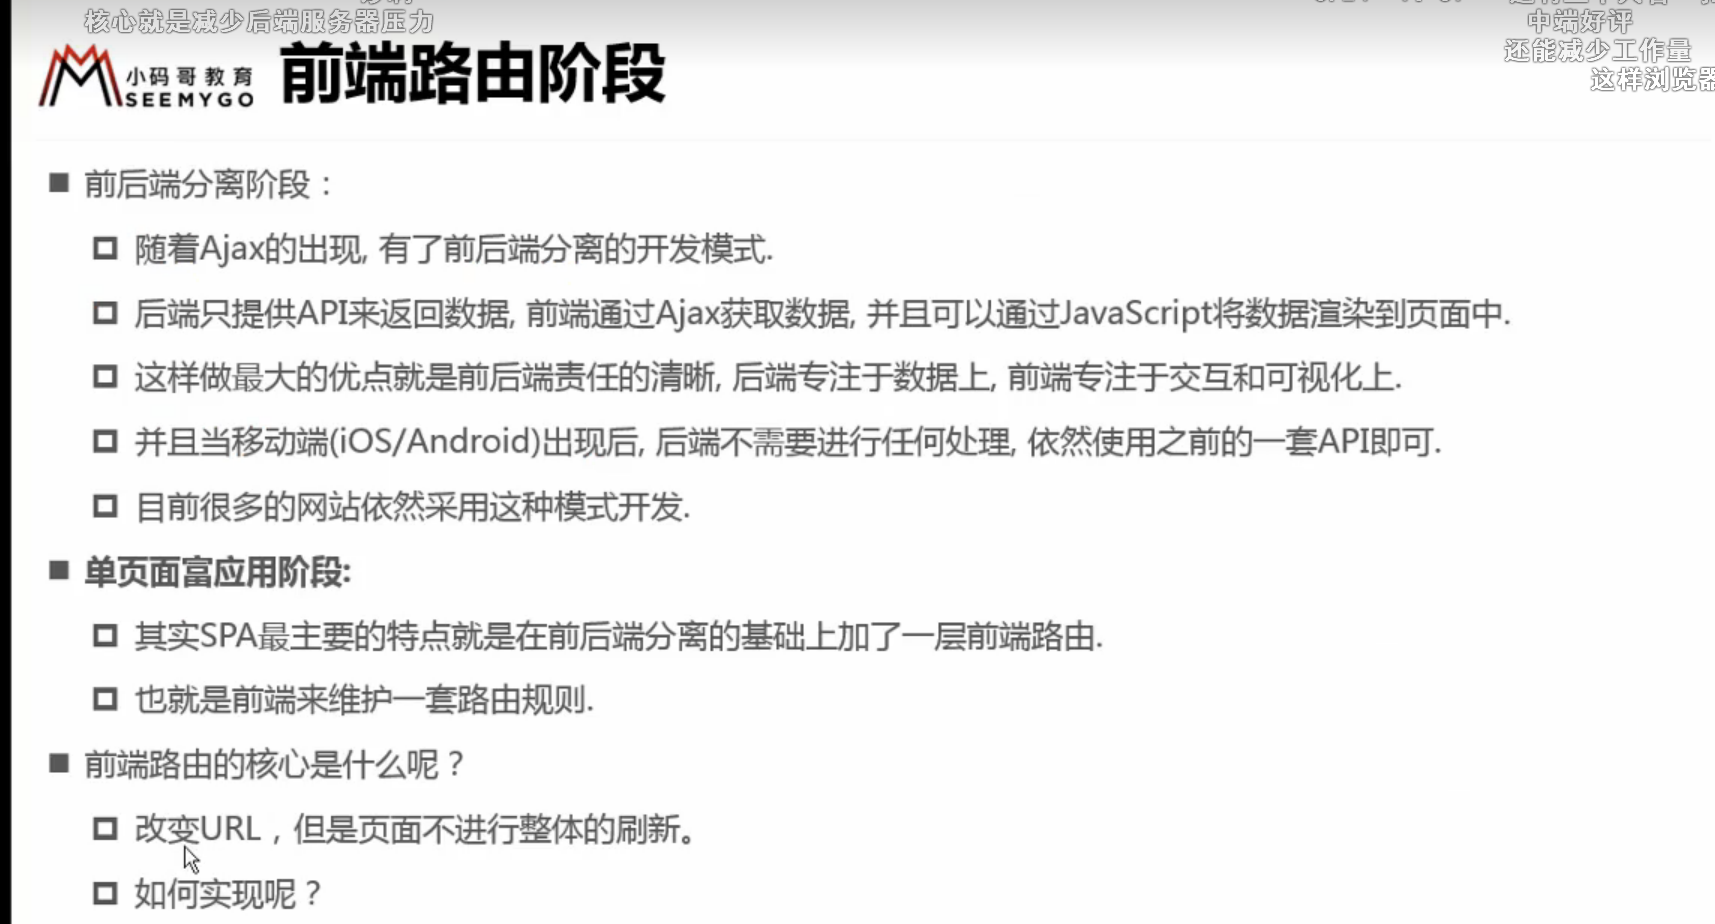 核心就是减少后端服务器压力
中端好评
还能减少工作量
这样浏览器
小码哥教育
SEEMYGO
前端路由阶段
前后端分离阶段：
随着Ajax的出现, 有了前后端分离的开发模式.
后端只提供API来返回数据, 前端通过Ajax获取数据, 并且可以通过JavaScript将数据渲染到页面中.
这样做最大的优点就是前后端责任的清晰, 后端专注于数据上, 前端专注于交互和可视化上.
并且当移动端(iOS/Android)出现后, 后端不需要进行任何处理, 依然使用之前的一套API即可.
目前很多的网站依然采用这种模式开发.
单页面富应用阶段:
其实SPA最主要的特点就是在前后端分离的基础上加了一层前端路由.
也就是前端来维护一套路由规则.
前端路由的核心是什么呢？
改变URL，但是页面不进行整体的刷新。
如何实现呢？